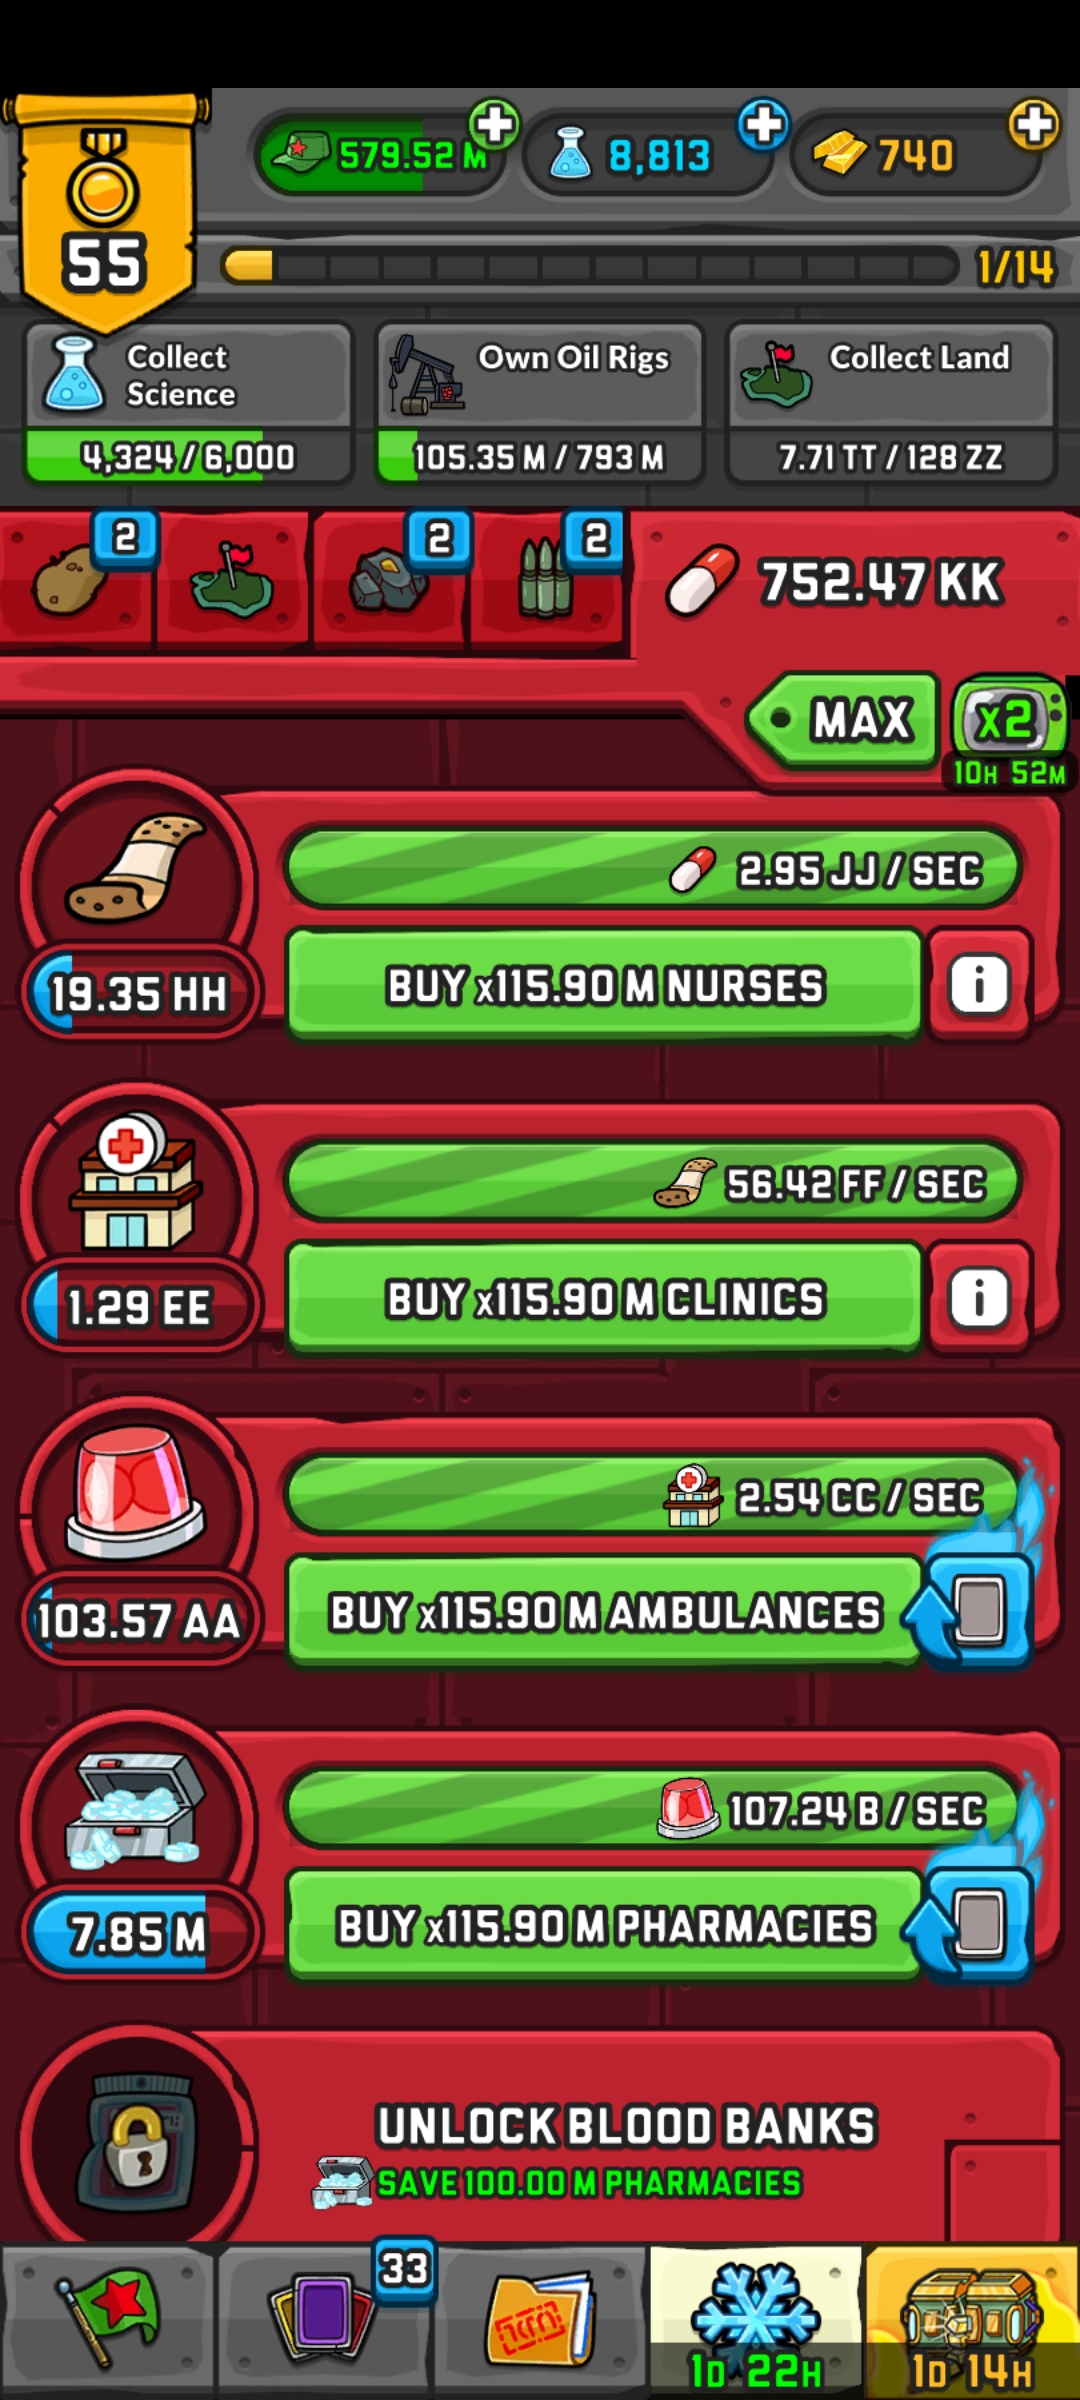 579.52 M
8,813
740
55
1/14
Collect
Science
Own Oil Rigs
Collect Land
4,324 / 6,000
105.35 M / 793 M
7.71 TT / 128 ZZ
2
2
2
752.47 KK
MAX
x2
10H 52M
2.95 JJ / SEC
19.35 HH
BUY x115.90 M NURSES
i
56.42 FF / SEC
1.29 EE
BUY x115.90 M CLINICS
i
2.54 CC / SEC
103.57 AA
BUY x115.90 M AMBULANCES
107.24 B / SEC
7.85 M
BUY x115.90 M PHARMACIES
UNLOCK BLOOD BANKS
SAVE 100.00 M PHARMACIES
33
1D 22H
1D 14H